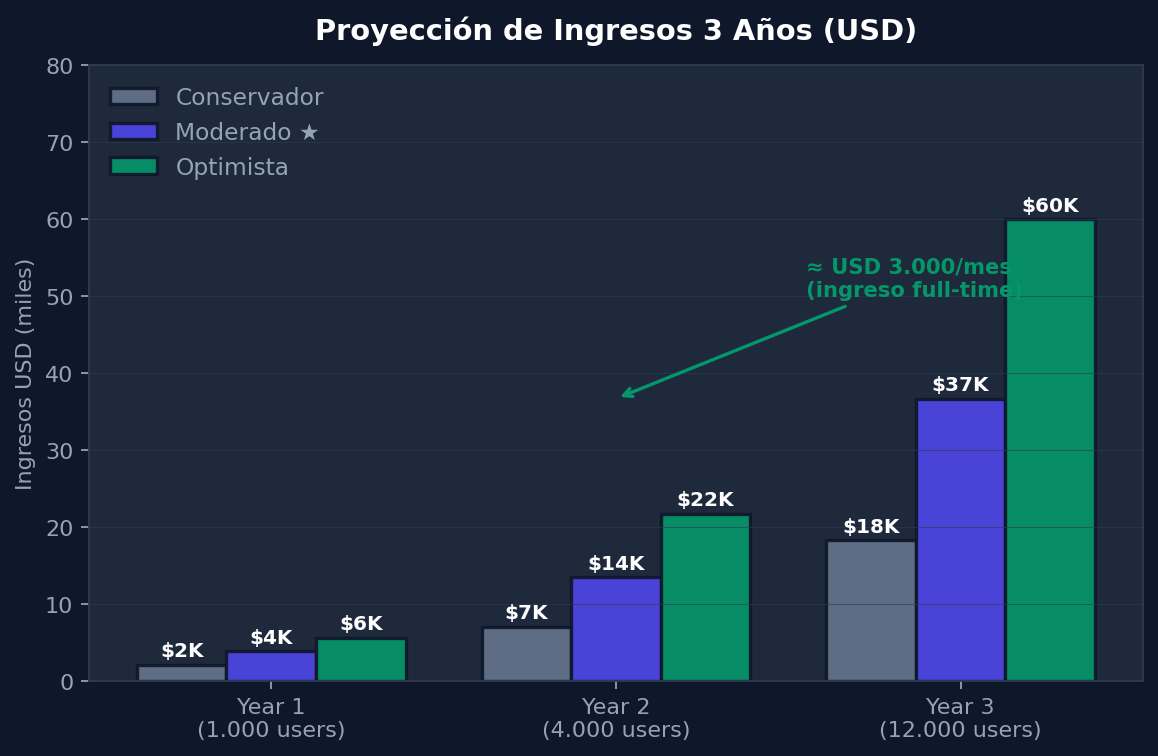 Proyección de Ingresos 3 Años (USD)
Conservador
Moderado ★
Optimista
Ingresos USD (miles)
80
70
60
50
40
30
20
10
0
≈ USD 3.000/mes
(ingreso full-time)
$2K
$4K
$6K
$7K
$14K
$22K
$18K
$37K
$60K
Year 1
(1.000 users)
Year 2
(4.000 users)
Year 3
(12.000 users)